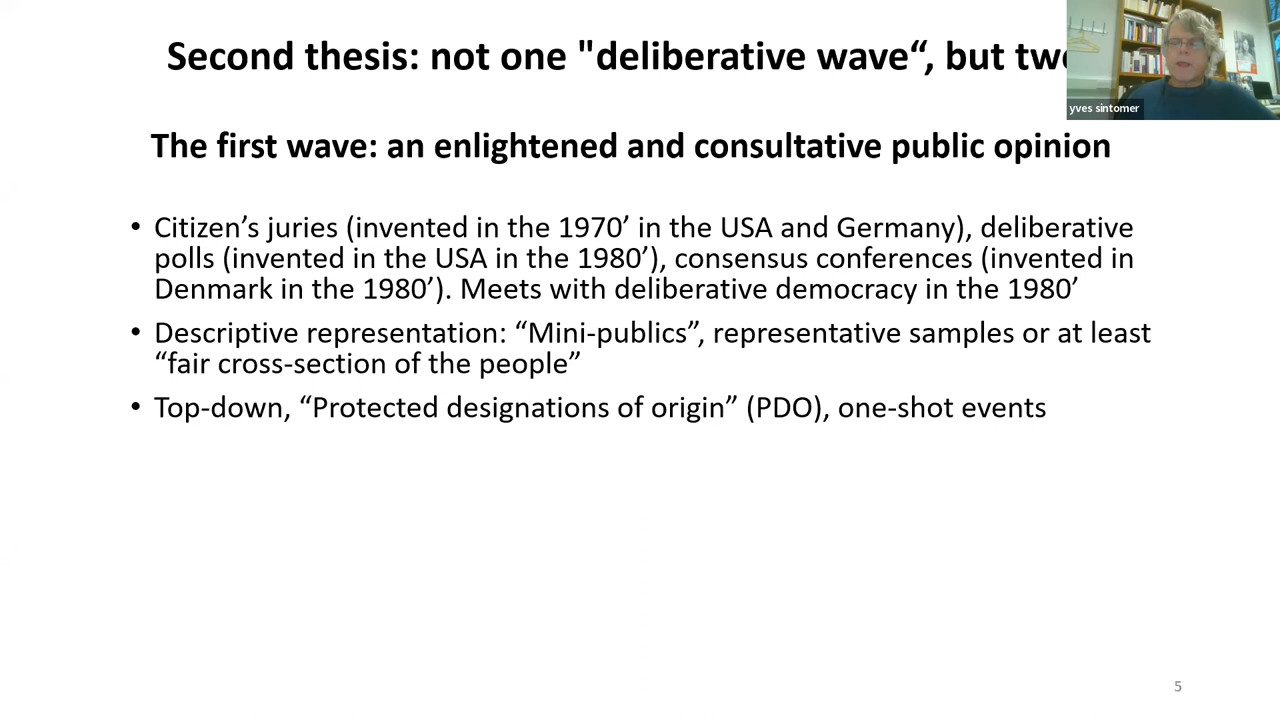 Second thesis: not one "deliberative wave“, but two
yves sintomer
The first wave: an enlightened and consultative public opinion
• Citizen’s juries (invented in the 1970’ in the USA and Germany), deliberative
polls (invented in the USA in the 1980’), consensus conferences (invented in
Denmark in the 1980’). Meets with deliberative democracy in the 1980’
• Descriptive representation: “Mini-publics”, representative samples or at least
“fair cross-section of the people”
• Top-down, “Protected designations of origin” (PDO), one-shot events
5